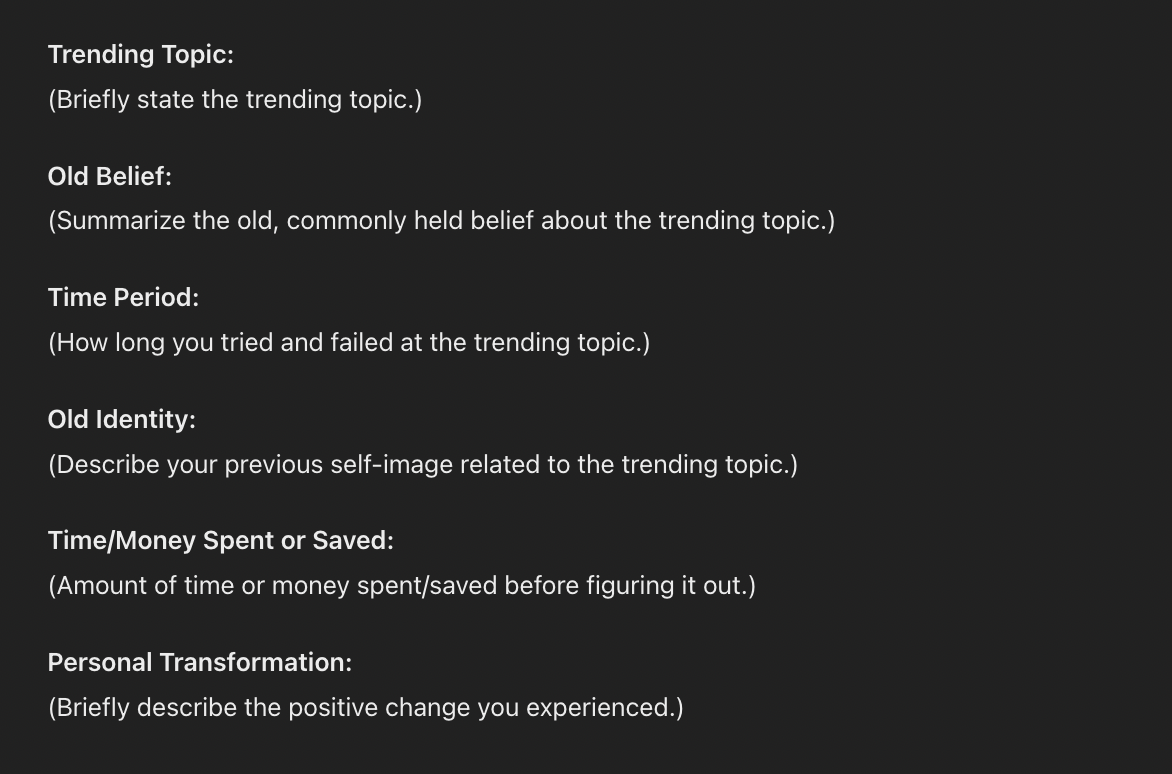 Trending Topic:
(Briefly state the trending topic.)
Old Belief:
(Summarize the old, commonly held belief about the trending topic.)
Time Period:
(How long you tried and failed at the trending topic.)
Old Identity:
(Describe your previous self-image related to the trending topic.)
Time/Money Spent or Saved:
(Amount of time or money spent/saved before figuring it out.)
Personal Transformation:
(Briefly describe the positive change you experienced.)